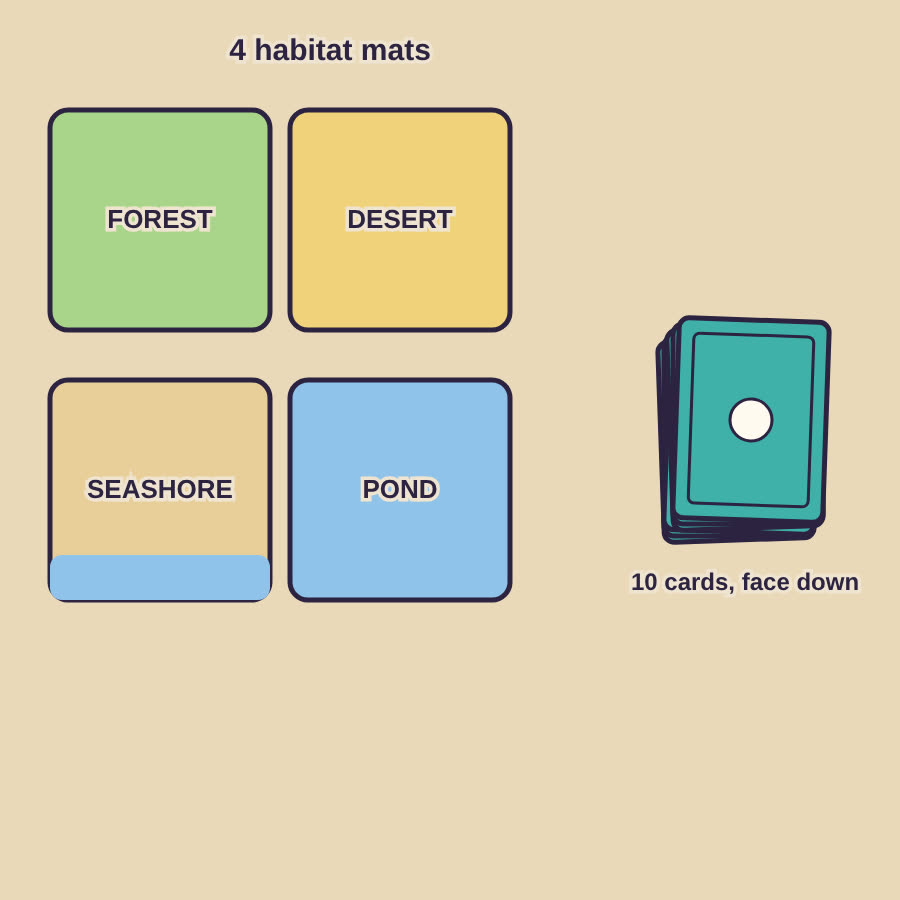 4 habitat mats
FOREST
DESERT
SEASHORE
POND
10 cards, face down